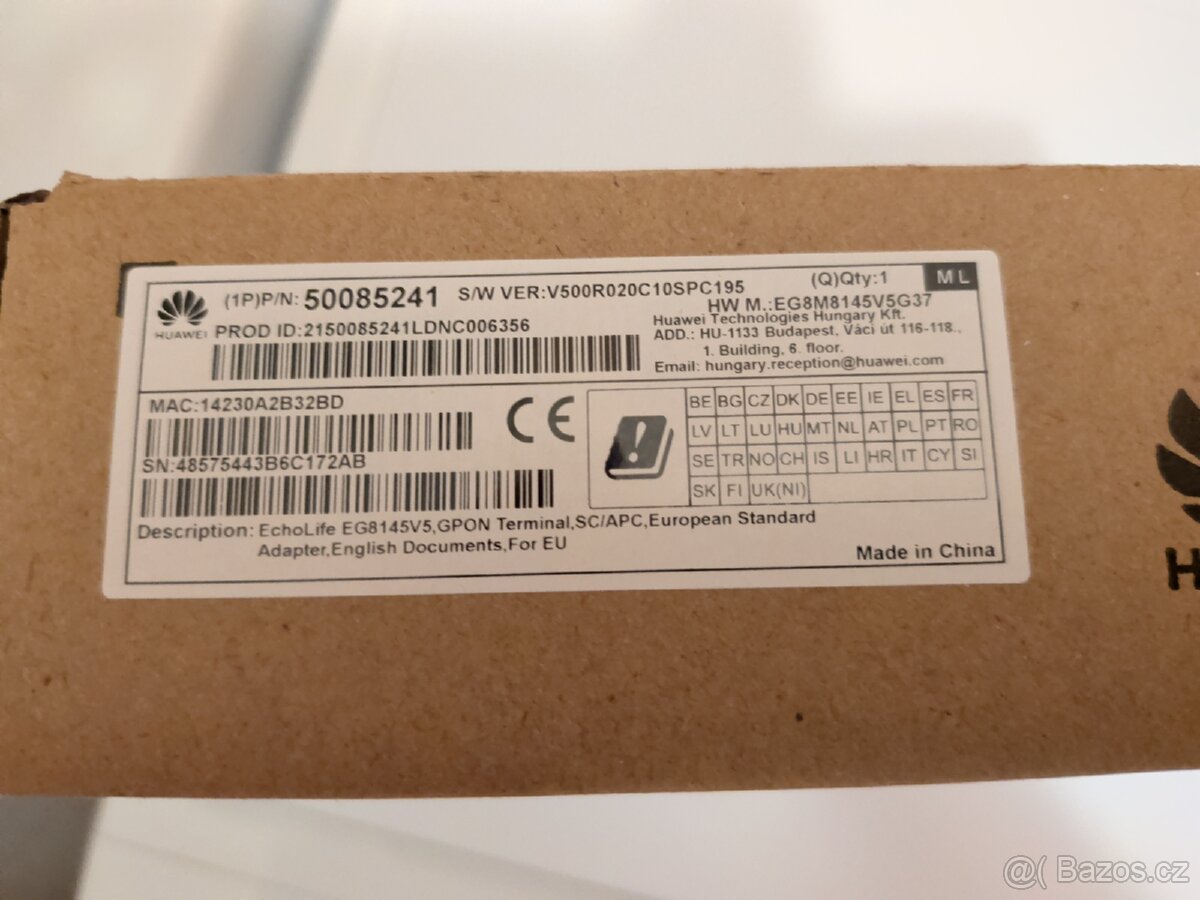 (1P)P/N: 50085241 S/W VER:V500R020C10SPC195 (Q)Qty:1 ML
HW M.:EG8M8145V5G37
HUAWEI
PROD ID:2150085241LDNC006356
Huawei Technologies Hungary Kft.
ADD.: HU-1133 Budapest, Váci út 116-118.,
1. Building, 6. floor.
Email: hungary.reception@huawei.com
MAC:14230A2B32BD
CE
SN:48575443B6C172AB
BE BG CZ DK DE EE IE EL ES FR
LV LT LU HU MT NL AT PL PT RO
SE TR NO CH IS LI HR IT CY SI
SK FI UK(NI)
Description: EchoLife EG8145V5,GPON Terminal,SC/APC,European Standard
Adapter,English Documents,For EU
Made in China
H
@( Bazos.cz